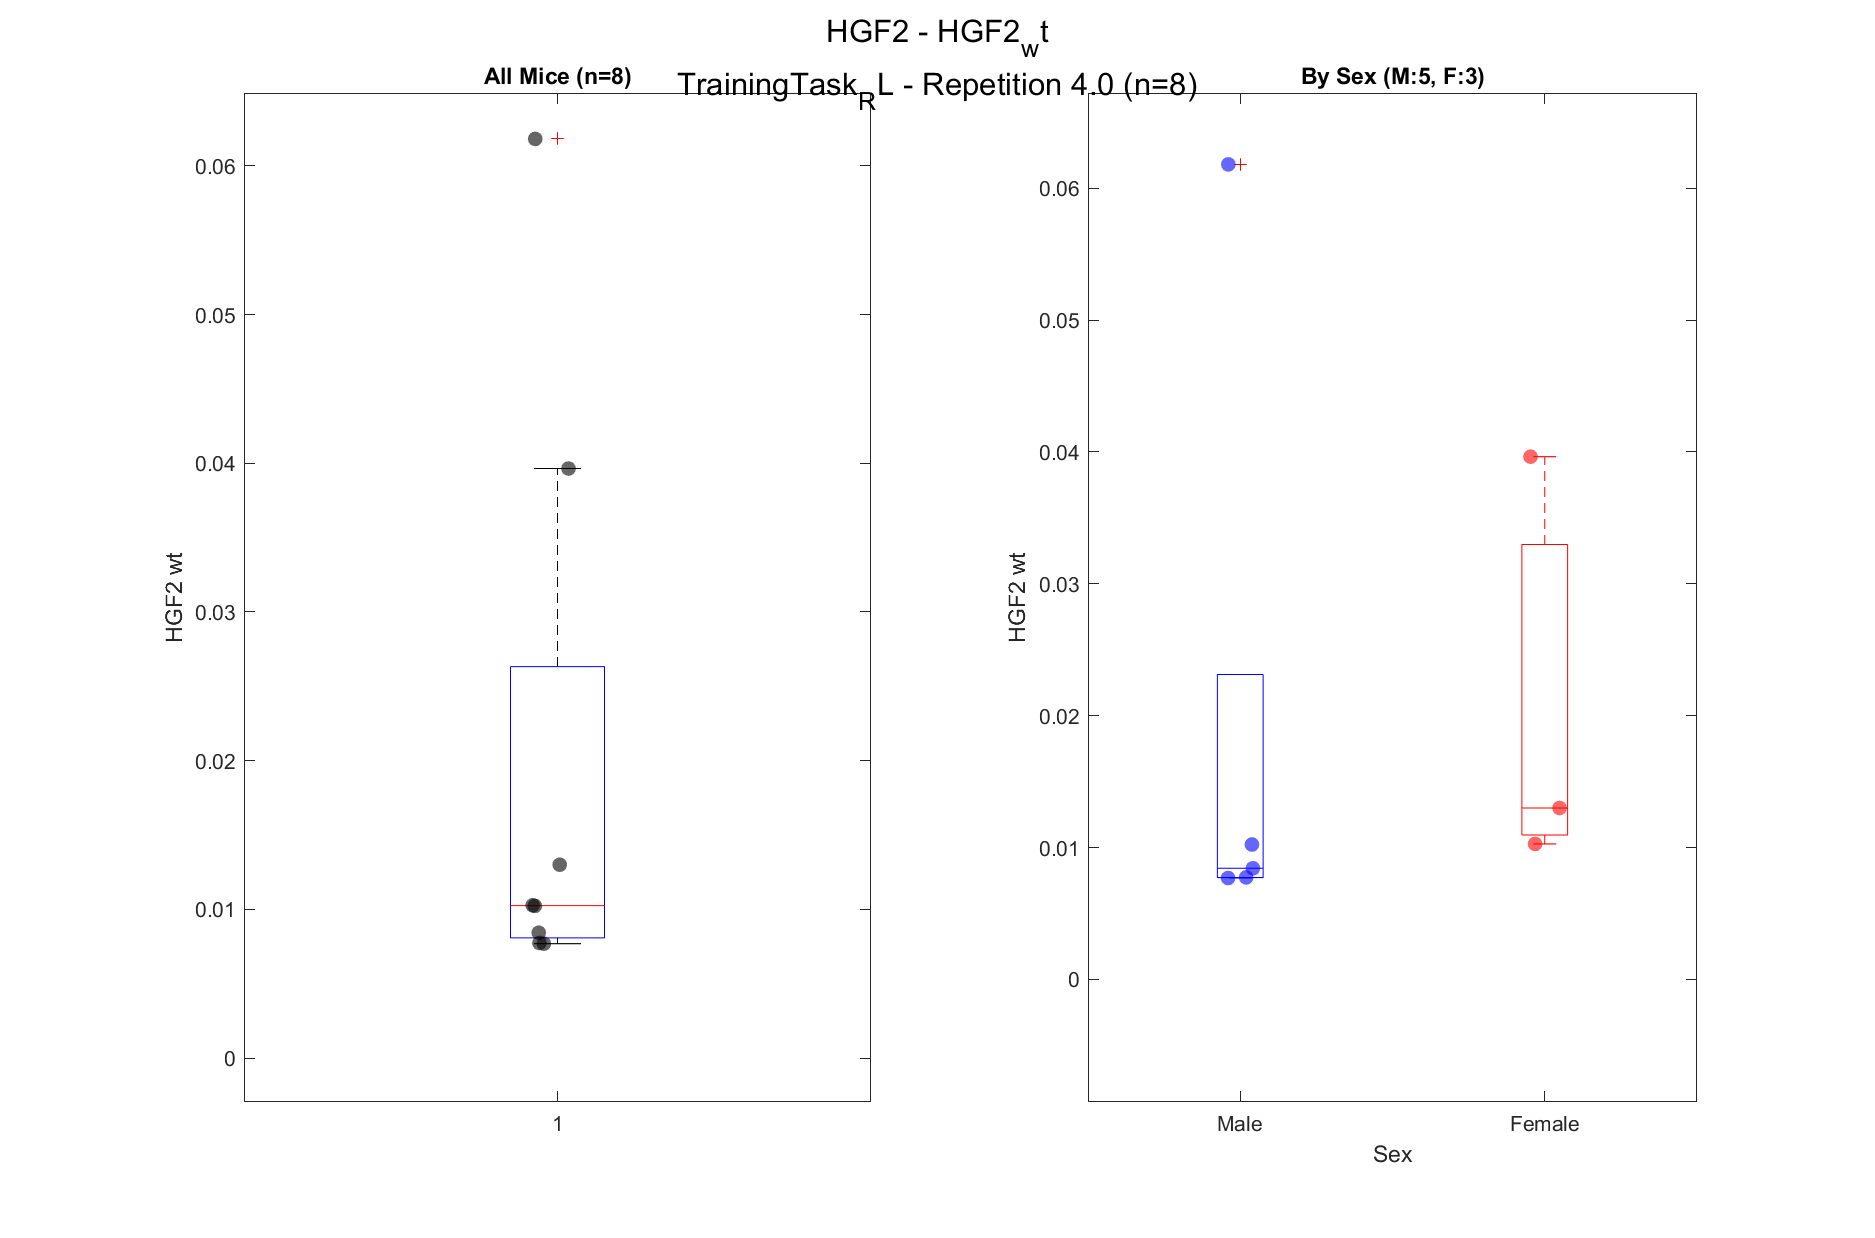 HGF2 - HGF2_wt
TrainingTask_RL - Repetition 4.0 (n=8)
All Mice (n=8)
HGF2 wt
0.06
0.05
0.04
0.03
0.02
0.01
0
1
By Sex (M:5, F:3)
HGF2 wt
0.06
0.05
0.04
0.03
0.02
0.01
0
Male Female
Sex